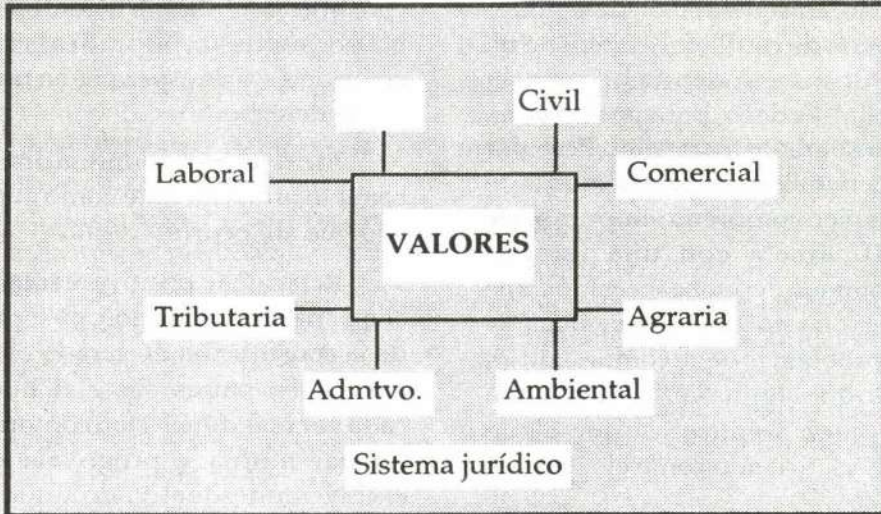 Civil
Laboral
Comercial
VALORES
Tributaria
Agraria
Admtvo.
Ambiental
Sistema jurídico